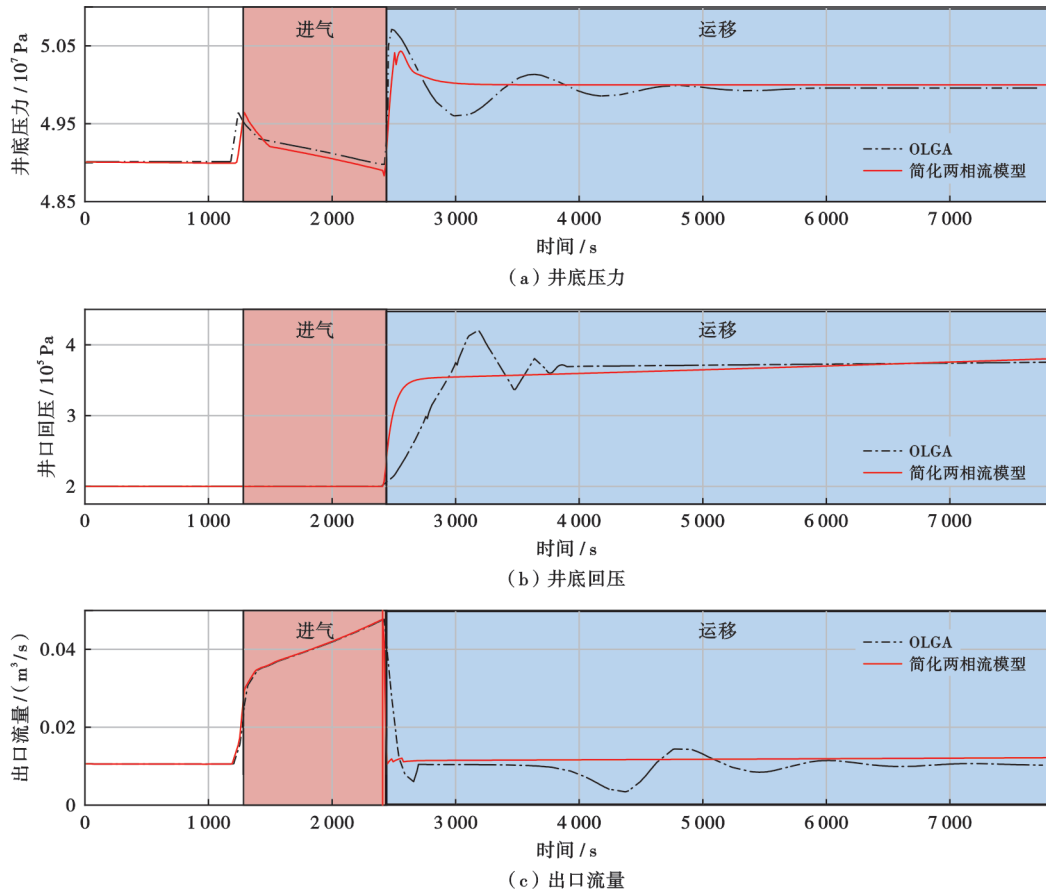 进气
运移
5.05
4.95
4.85
井底压力 / 10⁷ Pa
OLGA
简化两相流模型
0
1 000
2 000
3 000
4 000
5 000
6 000
7 000
时间 / s
（a）井底压力
进气
运移
4
3
2
井口回压 / 10⁵ Pa
OLGA
简化两相流模型
0
1 000
2 000
3 000
4 000
5 000
6 000
7 000
时间 / s
（b）井底回压
进气
运移
0.04
0.02
0
出口流量 /（m³/s）
OLGA
简化两相流模型
0
1 000
2 000
3 000
4 000
5 000
6 000
7 000
时间 / s
（c）出口流量